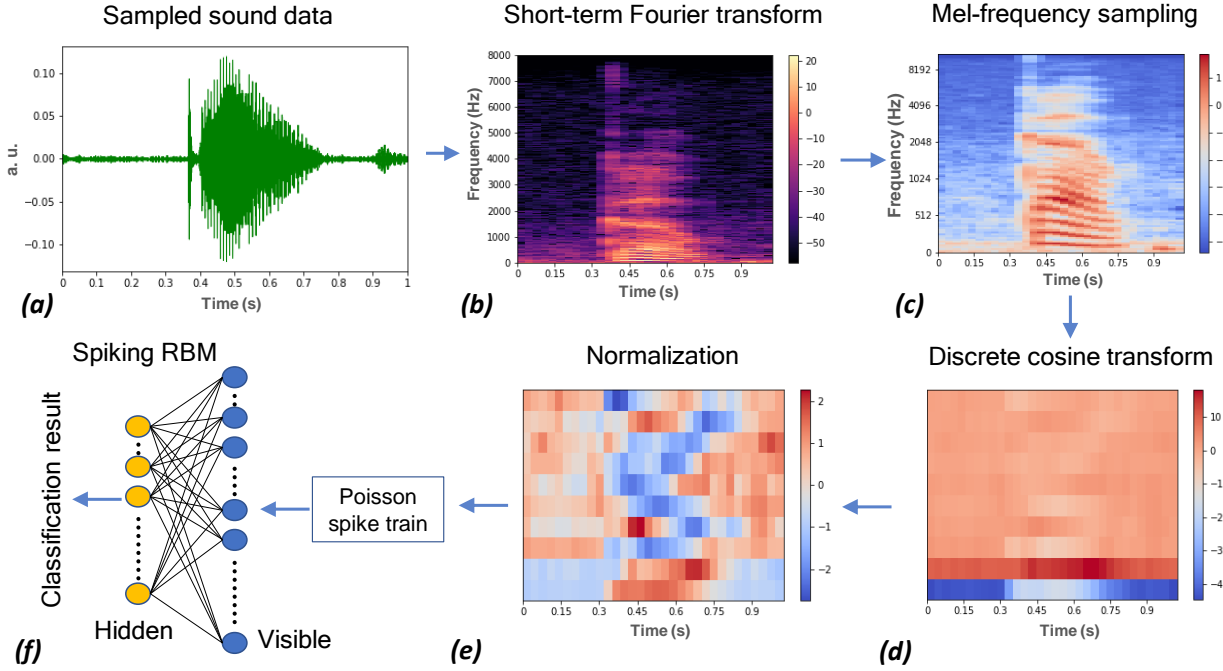 Sampled sound data
0.10
0.05
0.00
−0.05
−0.10
a. u.
0 0.1 0.2 0.3 0.4 0.5 0.6 0.7 0.8 0.9 1
Time (s)
(a)
Short-term Fourier transform
8000
7000
6000
5000
4000
3000
2000
1000
0
Frequency (Hz)
0 0.15 0.3 0.45 0.6 0.75 0.9
Time (s)
20
10
0
−10
−20
−30
−40
−50
(b)
Mel-frequency sampling
8192
4096
2048
1024
512
0
Frequency (Hz)
0 0.15 0.3 0.45 0.6 0.75 0.9
Time (s)
1
0
−
−
−
−
(c)
Discrete cosine transform
10
5
0
−1
−2
−3
−4
Time (s)
0 0.15 0.3 0.45 0.6 0.75 0.9
(d)
Normalization
2
1
0
−1
−2
0 0.15 0.3 0.45 0.6 0.75 0.9
Time (s)
(e)
Poisson
spike train
Spiking RBM
Classification result
Hidden
Visible
(f)